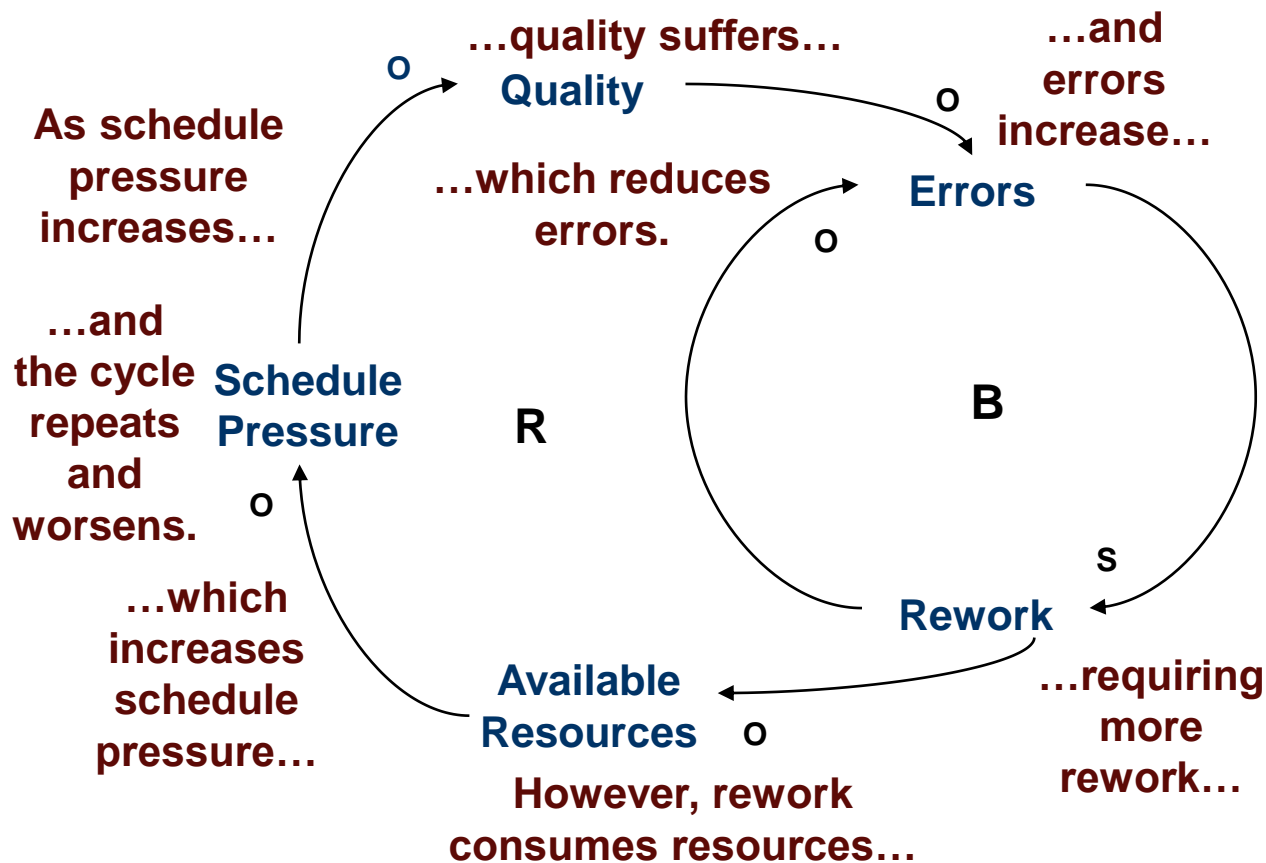 …quality suffers…
O
Quality
O
…and
errors
increase…
As schedule
pressure
increases…
…which reduces
errors.
O
Errors
…and
the cycle
repeats
and
worsens.
Schedule
Pressure
O
R
B
S
Rework
…requiring
more
rework…
Available
Resources
O
However, rework
consumes resources…
…which
increases
schedule
pressure…